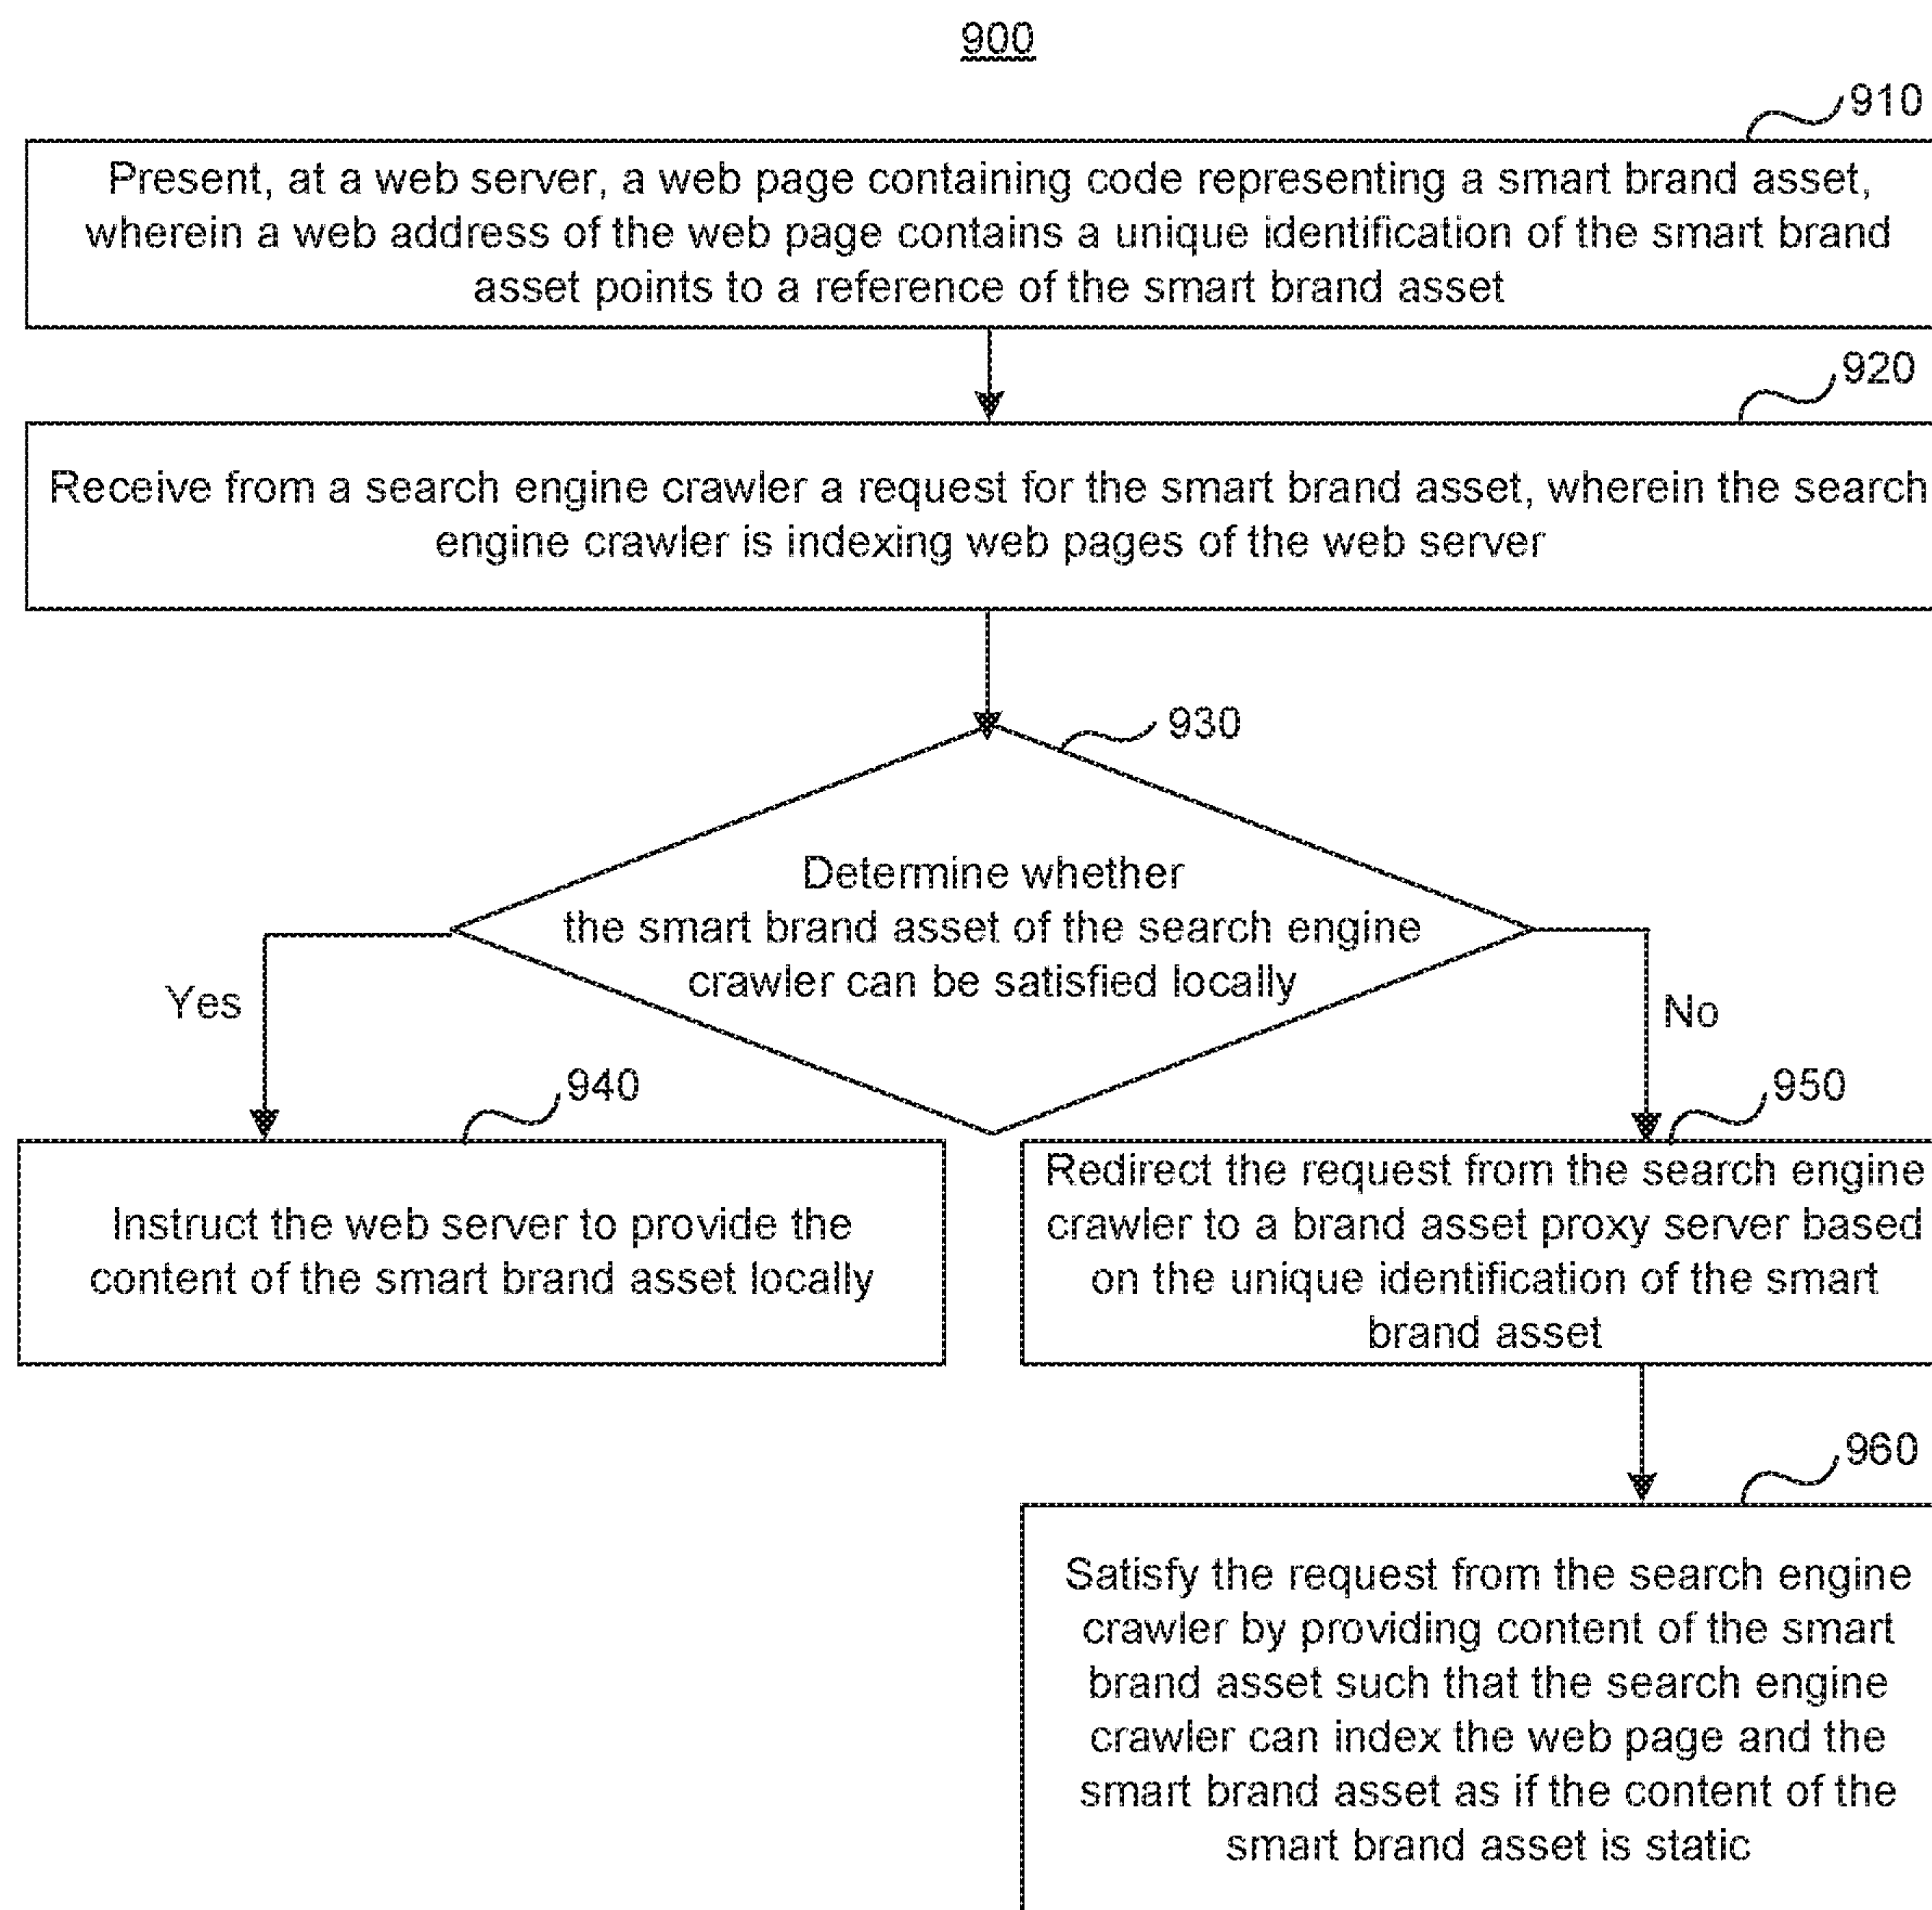 900
910
Present, at a web server, a web page containing code representing a smart brand asset,
wherein a web address of the web page contains a unique identification of the smart brand
asset points to a reference of the smart brand asset
920
Receive from a search engine crawler a request for the smart brand asset, wherein the search
engine crawler is indexing web pages of the web server
930
Determine whether
the smart brand asset of the search engine
crawler can be satisfied locally
Yes
No
940
Instruct the web server to provide the
content of the smart brand asset locally
950
Redirect the request from the search engine
crawler to a brand asset proxy server based
on the unique identification of the smart
brand asset
960
Satisfy the request from the search engine
crawler by providing content of the smart
brand asset such that the search engine
crawler can index the web page and the
smart brand asset as if the content of the
smart brand asset is static